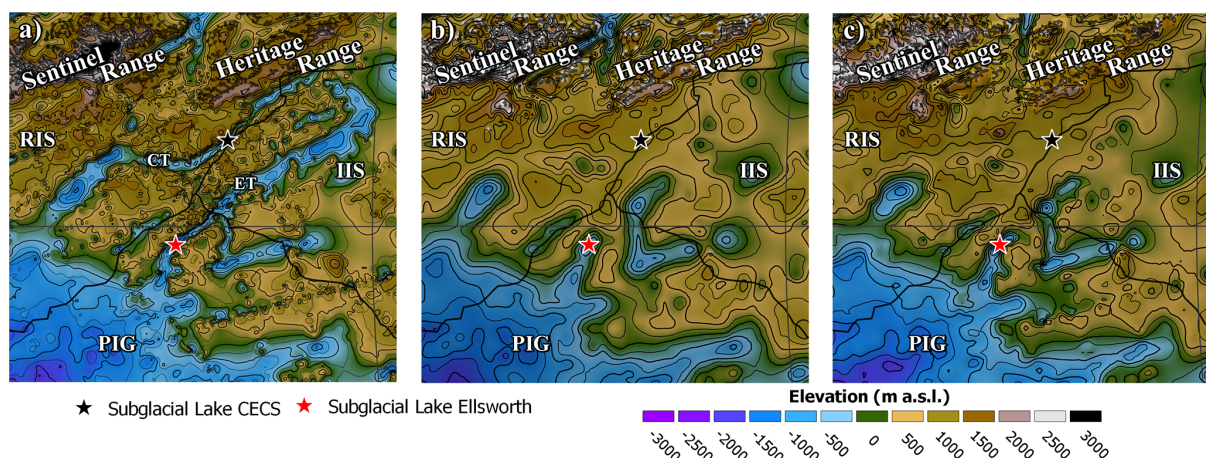 a)
Sentinel Range
Heritage Range
RIS
CT
ET
IIS
PIG
b)
Sentinel Range
Heritage Range
RIS
IIS
PIG
c)
Sentinel Range
Heritage Range
RIS
IIS
PIG
Subglacial Lake CECS
Subglacial Lake Ellsworth
Elevation (m a.s.l.)
-3000 -2500 -2000 -1500 -1000 -500 0 500 1000 1500 2000 2500 3000